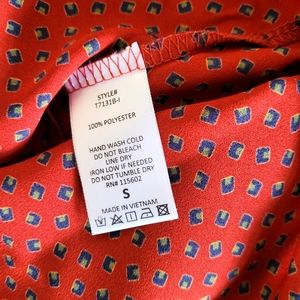 STYLE#
T7131B-I
100% POLYESTER
HAND WASH COLD
DO NOT BLEACH
LINE DRY
IRON LOW IF NEEDED
DO NOT TUMBLE DRY
RN# 115602
S
MADE IN VIETNAM